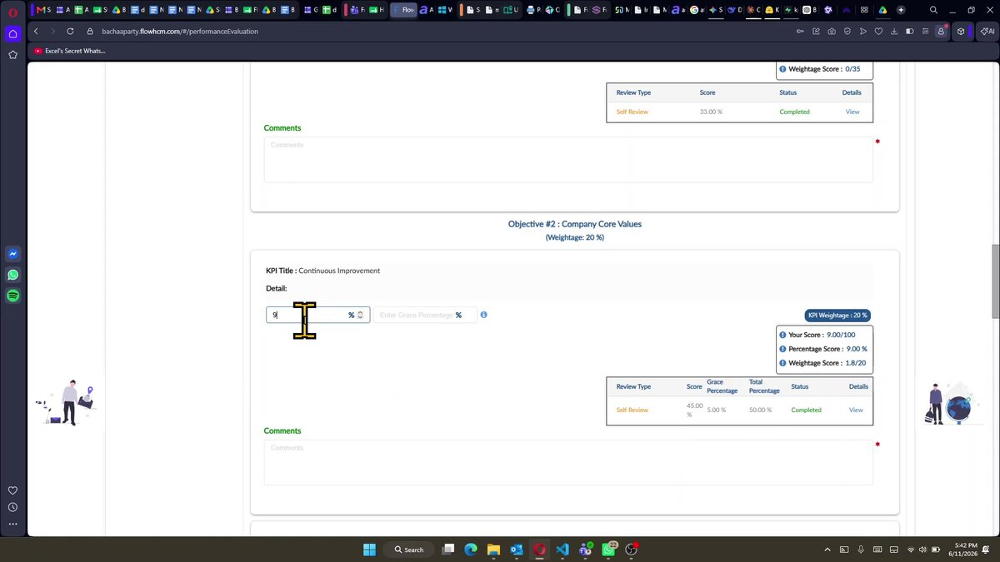 bachaaparty.flowhcm.com/#/performanceEvaluation
AI
Excel's Secret Whats...
Weightage Score : 0/35
Review Type Score Status Details
Self Review 33.00 % Completed View
Comments
Comments
*
Objective #2 : Company Core Values
(Weightage: 20 %)
KPI Title : Continuous Improvement
Detail:
9 % Enter Grace Percentage %
KPI Weightage : 20 %
Your Score : 9.00/100
Percentage Score : 9.00 %
Weightage Score : 1.8/20
Review Type Score Grace Percentage Total Percentage Status Details
Self Review 45.00 % 5.00 % 50.00 % Completed View
Comments
Comments
*
Search
22
5:42 PM
6/11/2026